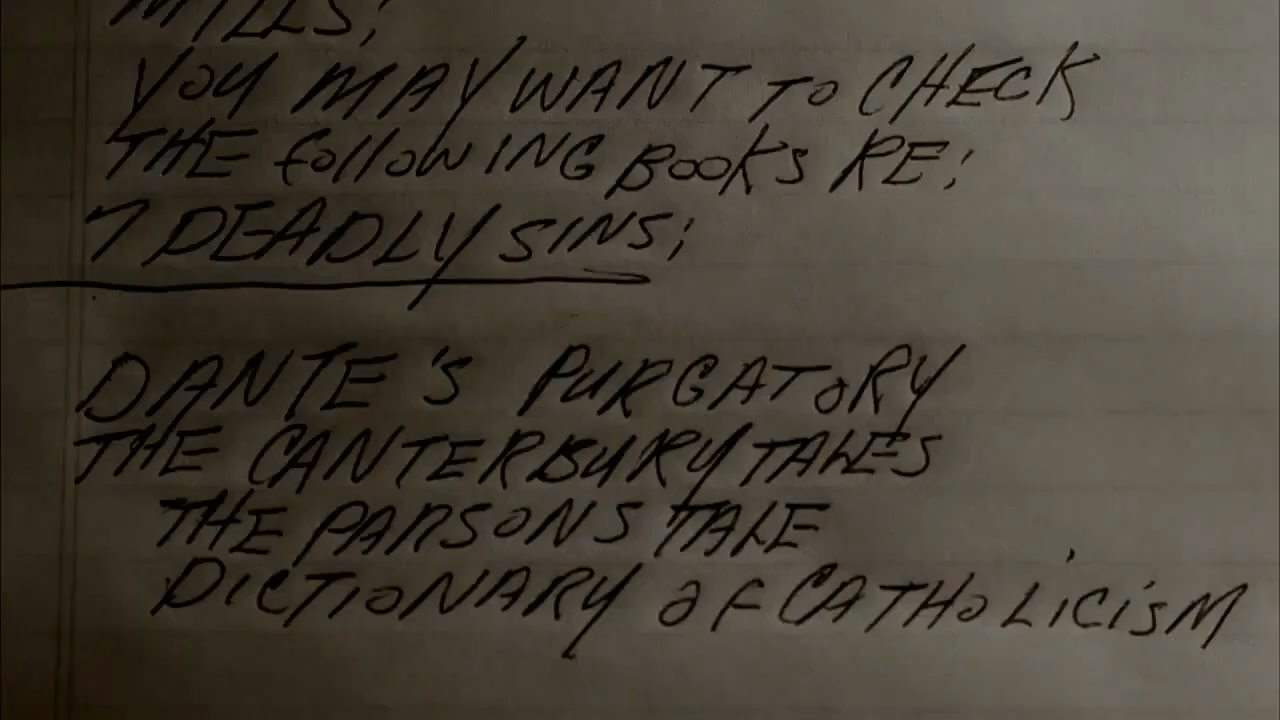 MILLS;
YOU MAY WANT TO CHECK
THE following BOOKS RE:
7 DEADLY SINS;
DANTE'S PURGATORY
THE CANTERBURY TALES
THE PARSONS TALE
DICTIONARY OF CATHOLICISM